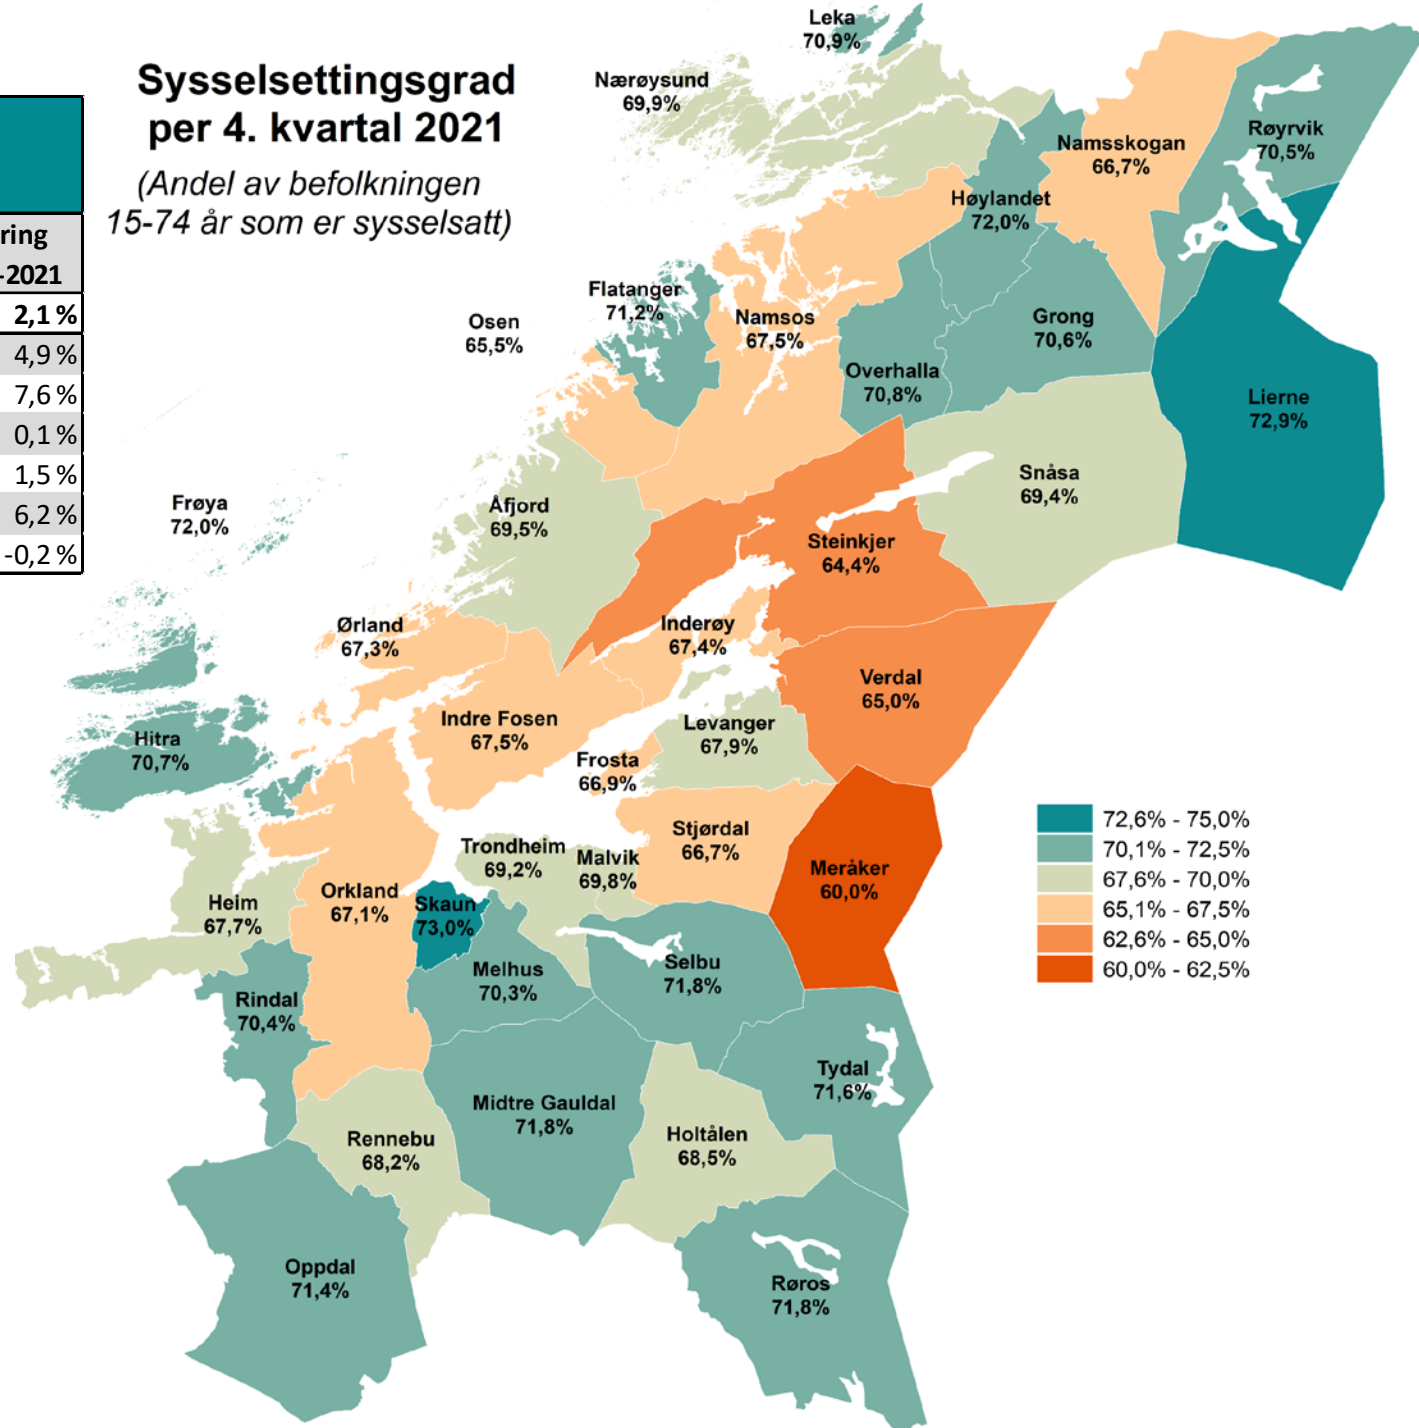 Sysselsettingsgrad
per 4. kvartal 2021
(Andel av befolkningen
15-74 år som er sysselsatt)
ring
-2021
2,1 %
4,9 %
7,6 %
0,1 %
1,5 %
6,2 %
-0,2 %
Leka
70,9%
Nærøysund
69,9%
Røyrvik
70,5%
Namsskogan
66,7%
Høylandet
72,0%
Flatanger
71,2%
Osen
65,5%
Namsos
67,5%
Grong
70,6%
Overhalla
70,8%
Lierne
72,9%
Snåsa
69,4%
Frøya
72,0%
Åfjord
69,5%
Steinkjer
64,4%
Ørland
67,3%
Inderøy
67,4%
Verdal
65,0%
Indre Fosen
67,5%
Levanger
67,9%
Hitra
70,7%
Frosta
66,9%
Stjørdal
66,7%
Trondheim
69,2%
Malvik
69,8%
Meråker
60,0%
Orkland
67,1%
Heim
67,7%
Skaun
73,0%
Melhus
70,3%
Selbu
71,8%
Rindal
70,4%
Tydal
71,6%
Midtre Gauldal
71,8%
Rennebu
68,2%
Holtålen
68,5%
Oppdal
71,4%
Røros
71,8%
72,6% - 75,0%
70,1% - 72,5%
67,6% - 70,0%
65,1% - 67,5%
62,6% - 65,0%
60,0% - 62,5%